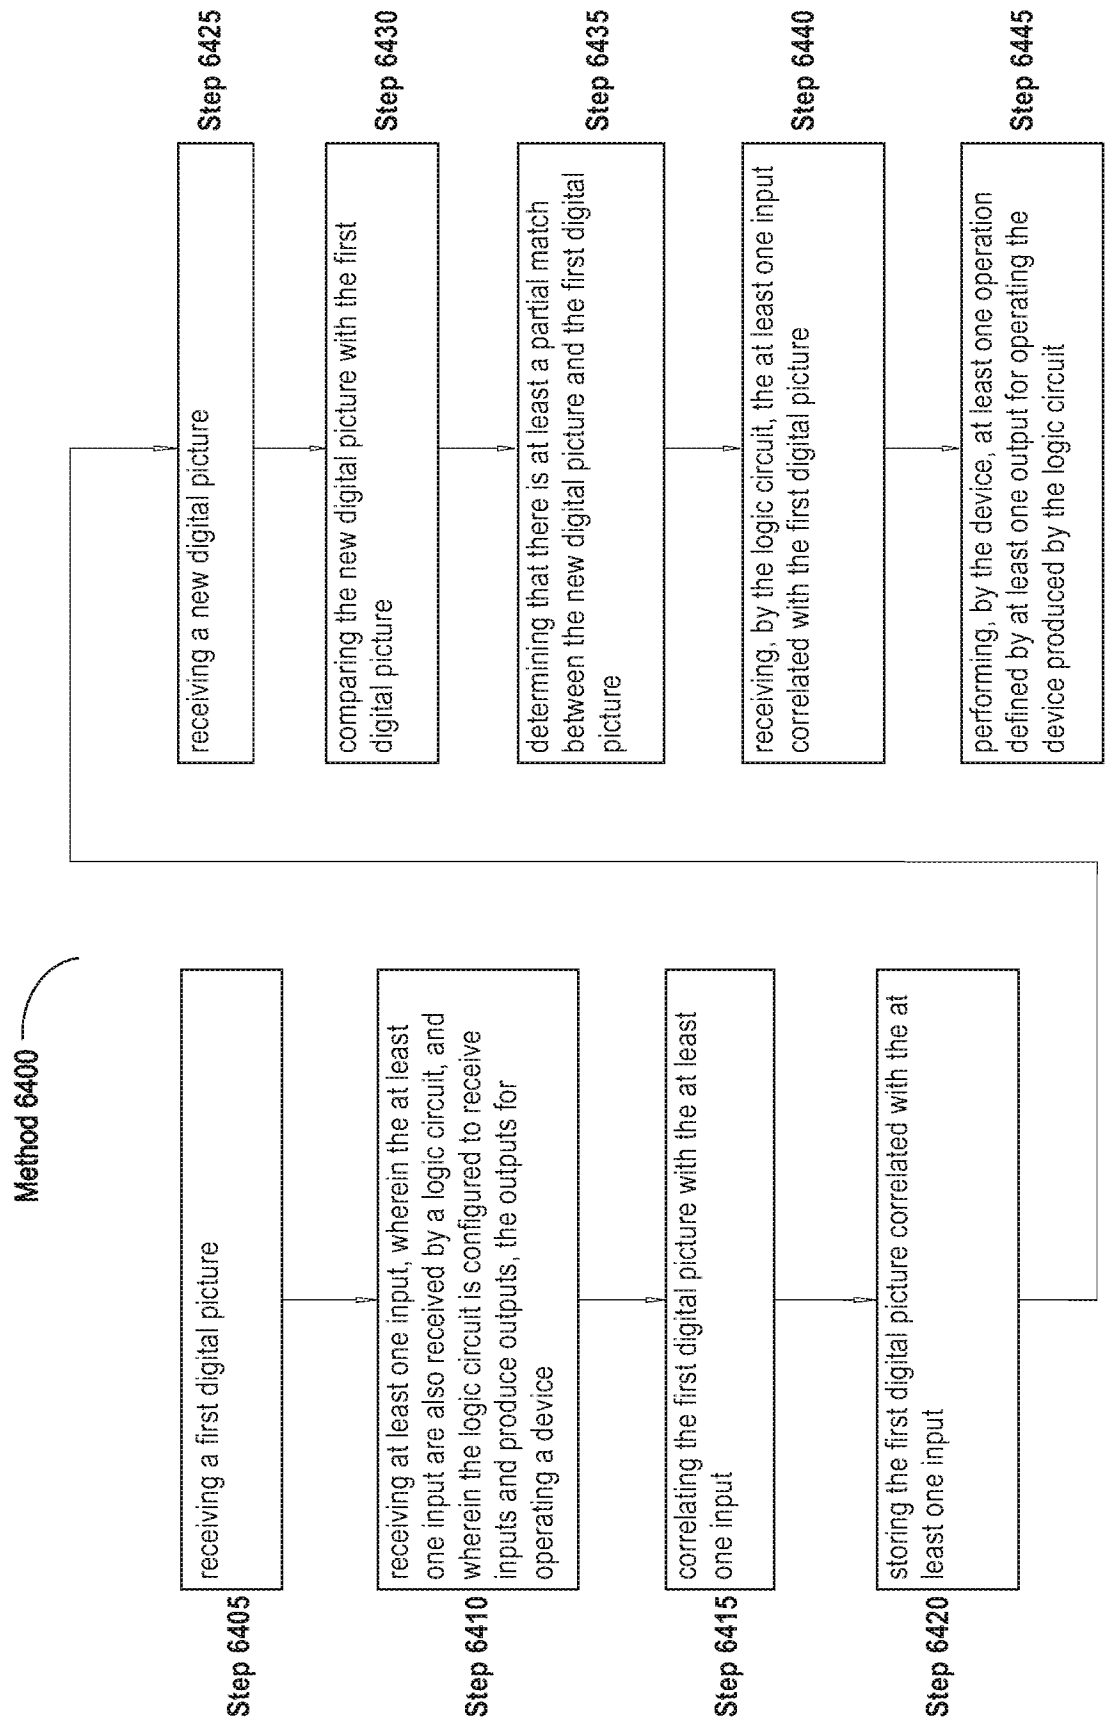 Method 6400
Step 6405
receiving a first digital picture
Step 6410
receiving at least one input, wherein the at least
one input are also received by a logic circuit, and
wherein the logic circuit is configured to receive
inputs and produce outputs, the outputs for
operating a device
Step 6415
correlating the first digital picture with the at least
one input
Step 6420
storing the first digital picture correlated with the at
least one input
receiving a new digital picture
Step 6425
comparing the new digital picture with the first
digital picture
Step 6430
determining that there is at least a partial match
between the new digital picture and the first digital
picture
Step 6435
receiving, by the logic circuit, the at least one input
correlated with the first digital picture
Step 6440
performing, by the device, at least one operation
defined by at least one output for operating the
device produced by the logic circuit
Step 6445